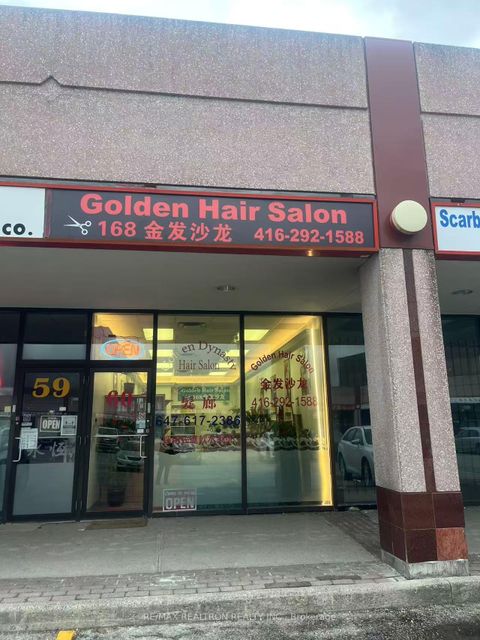 co.
Golden Hair Salon
168 金发沙龙 416-292-1588
Scarb
OPEN
en Dynasty
Hair Salon
Golden Hair Salon
金发沙龙
416-292-1588
647-617-2386
59
OPEN
OPEN
RE/MAX REALTRON REALTY INC., Brokerage